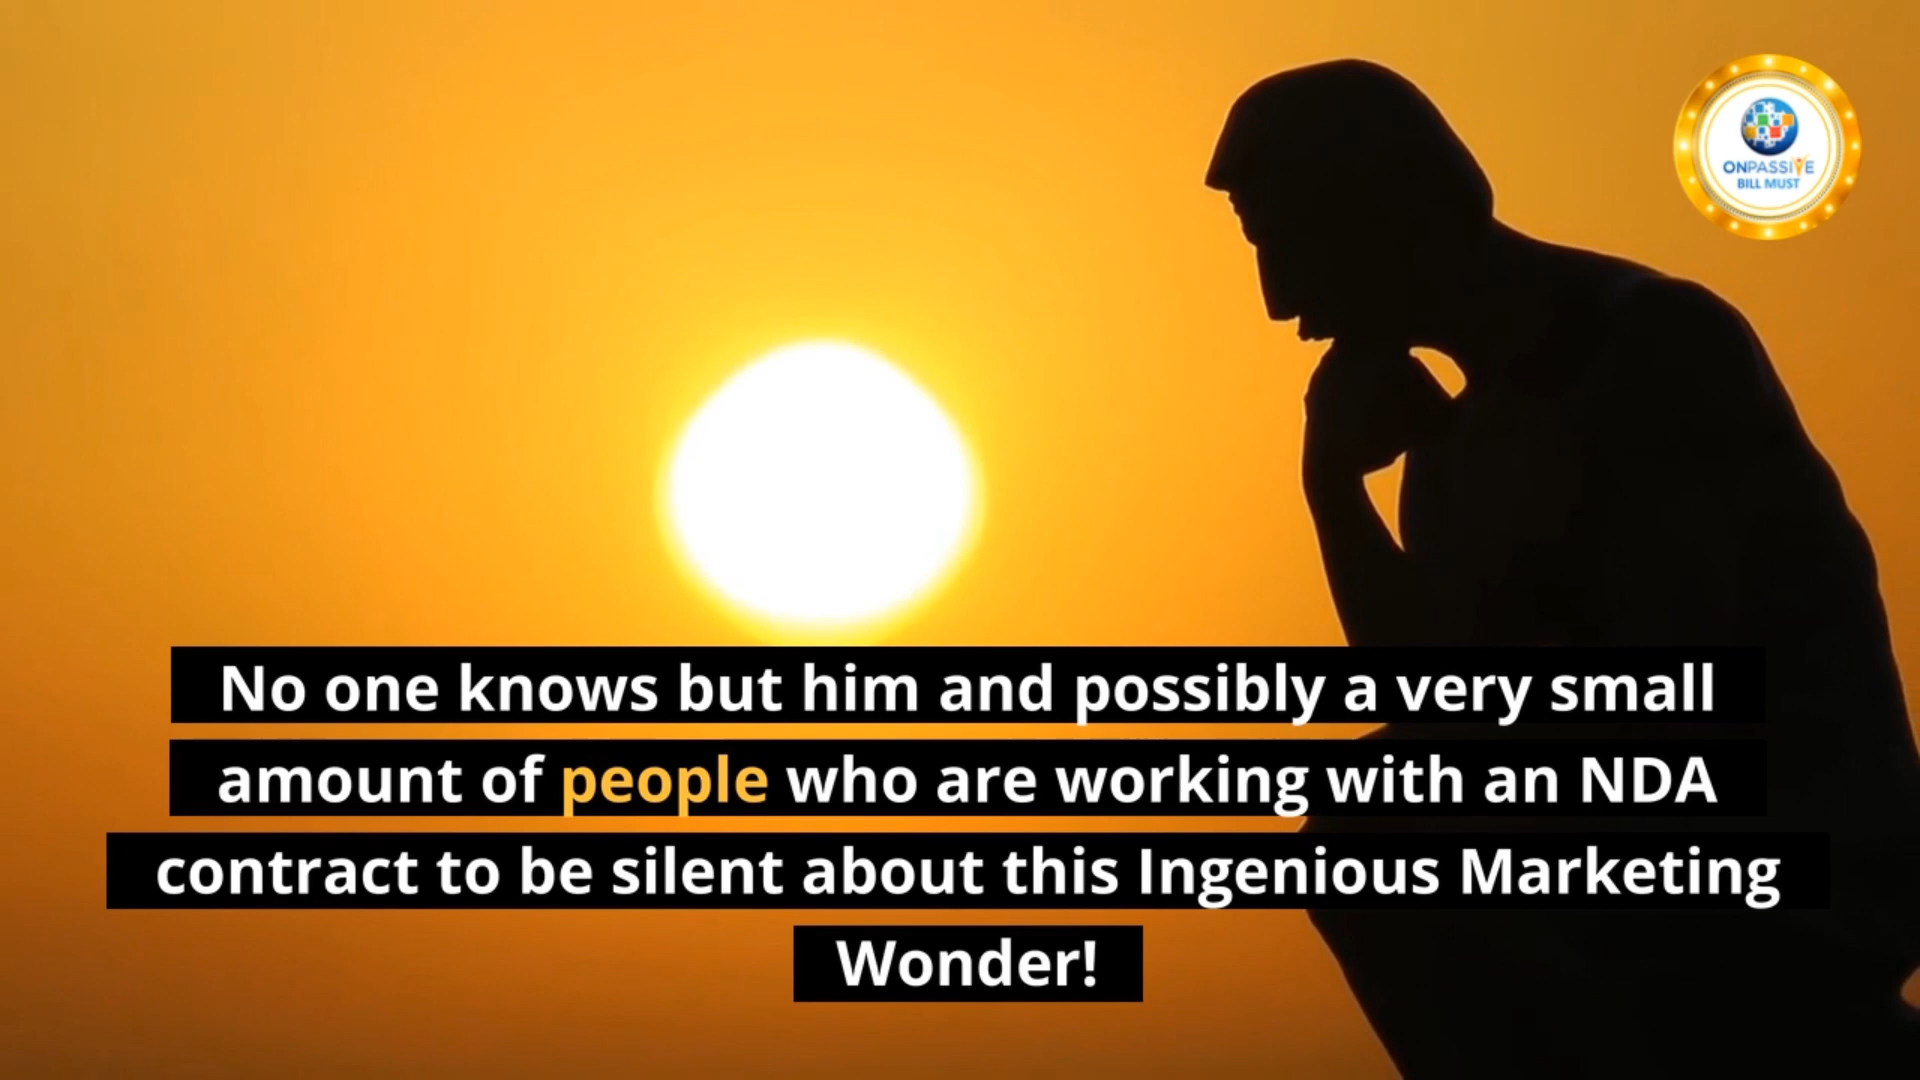 ONPASSIVE
BILL MUST
No one knows but him and possibly a very small
amount of people who are working with an NDA
contract to be silent about this Ingenious Marketing
Wonder!